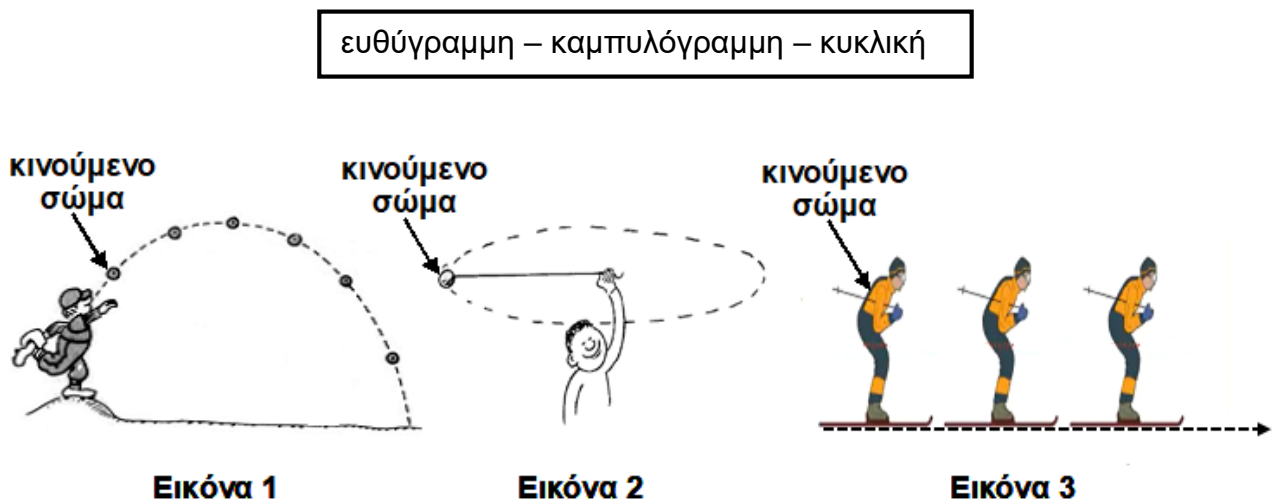 ευθύγραμμη – καμπυλόγραμμη – κυκλική
κινούμενο
σώμα
κινούμενο
σώμα
κινούμενο
σώμα
Εικόνα 1
Εικόνα 2
Εικόνα 3